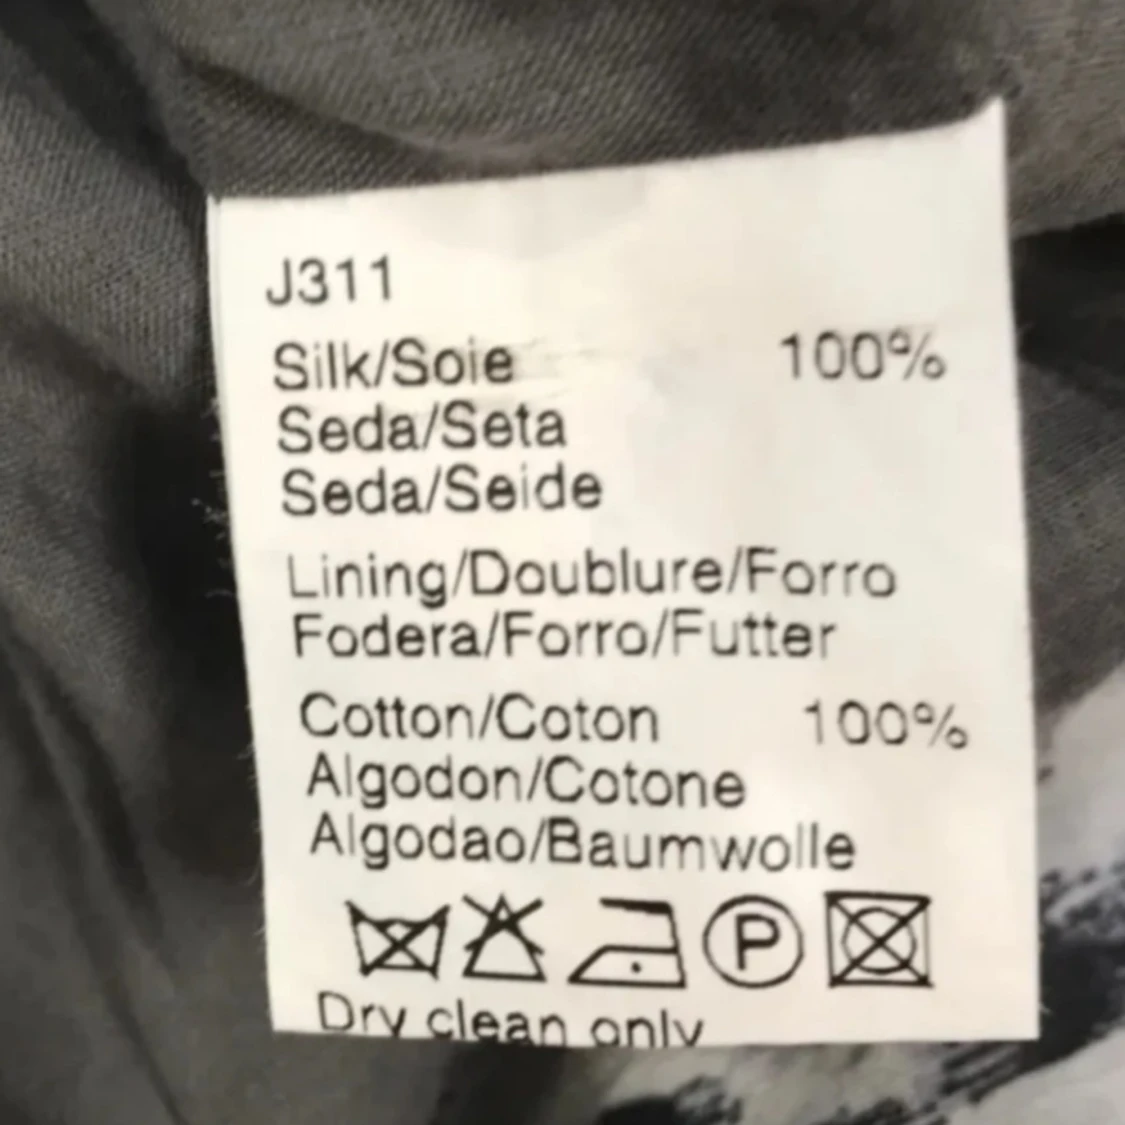 J311
Silk/Soie 100%
Seda/Seta
Seda/Seide
Lining/Doublure/Forro
Fodera/Forro/Futter
Cotton/Coton 100%
Algodon/Cotone
Algodao/Baumwolle
P
Dry clean only